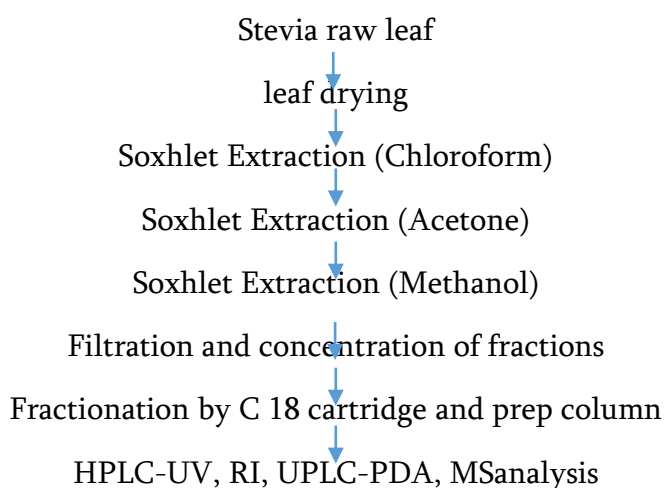 Stevia raw leaf
leaf drying
Soxhlet Extraction (Chloroform)
Soxhlet Extraction (Acetone)
Soxhlet Extraction (Methanol)
Filtration and concentration of fractions
Fractionation by C 18 cartridge and prep column
HPLC-UV, RI, UPLC-PDA, MSanalysis